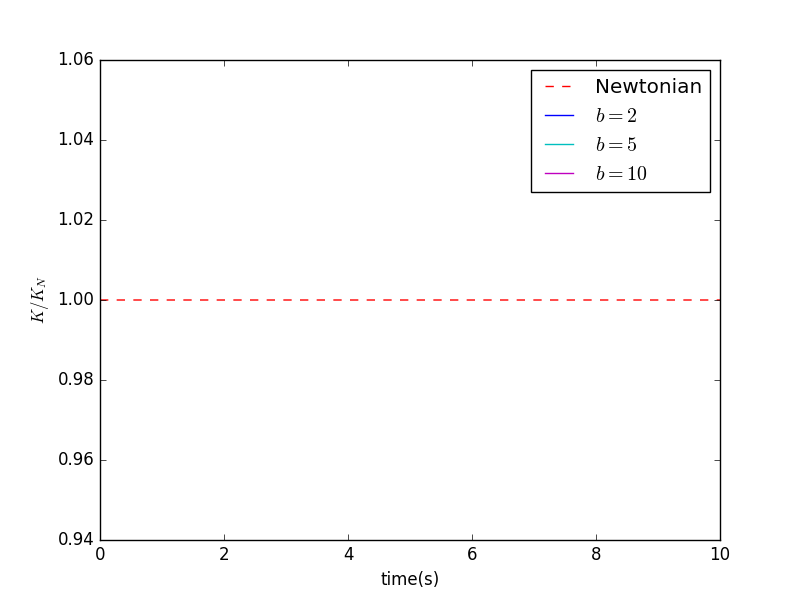 1.06
1.04
1.02
1.00
0.98
0.96
0.94
0
2
4
6
8
10
time(s)
K/K_N
Newtonian
b = 2
b = 5
b = 10